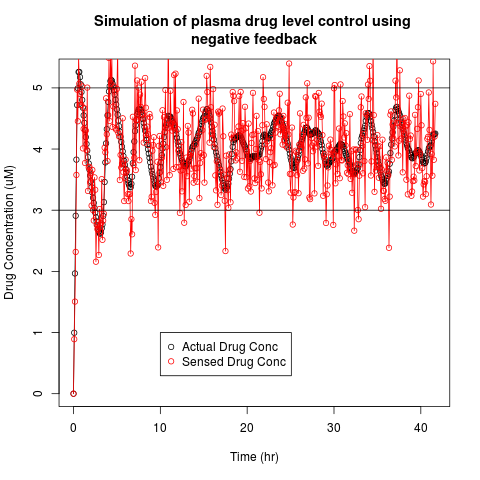 Simulation of plasma drug level control using
negative feedback
Drug Concentration (uM)
5
4
3
2
1
0
Actual Drug Conc
Sensed Drug Conc
0 10 20 30 40
Time (hr)